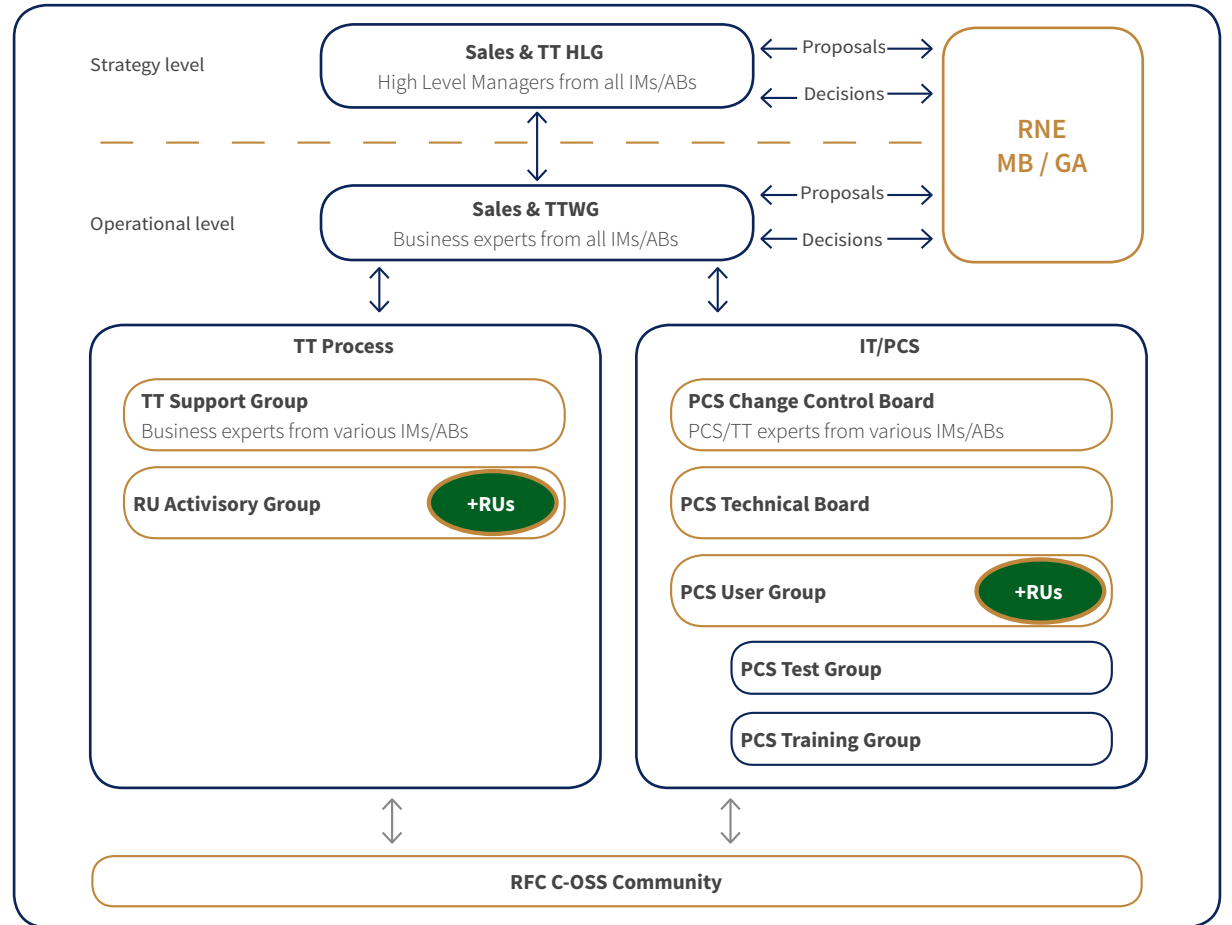 Strategy level
Sales & TT HLG
High Level Managers from all IMs/ABs
Proposals
Decisions
RNE
MB / GA
Operational level
Sales & TTWG
Business experts from all IMs/ABs
Proposals
Decisions
TT Process
TT Support Group
Business experts from various IMs/ABs
RU Activisory Group
+RUs
IT/PCS
PCS Change Control Board
PCS/TT experts from various IMs/ABs
PCS Technical Board
PCS User Group
+RUs
PCS Test Group
PCS Training Group
RFC C-OSS Community